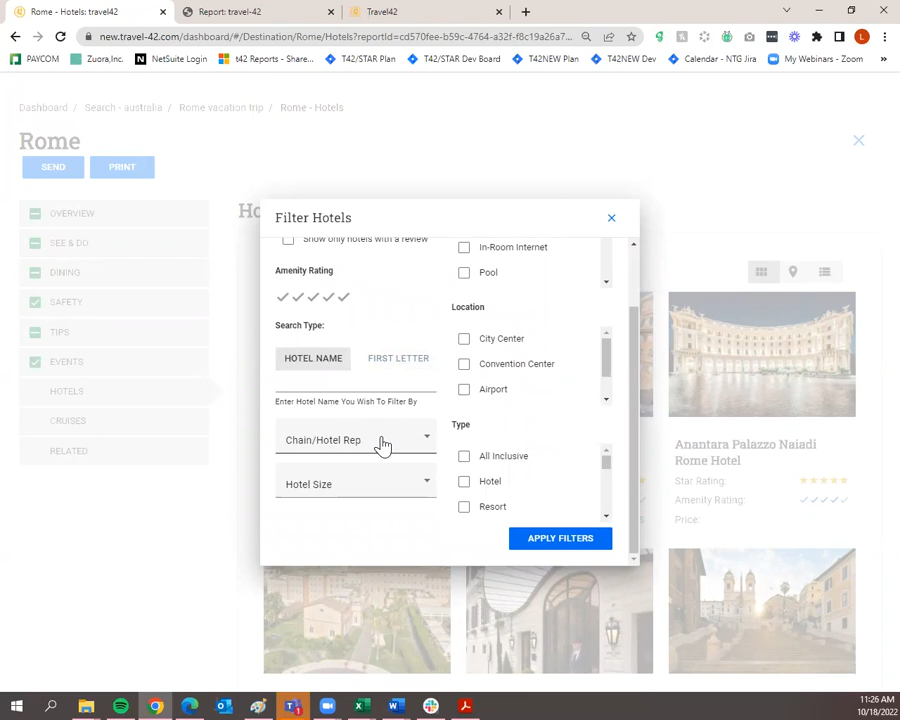 Rome - Hotels: travel42
Report: travel-42
Travel42
new.travel-42.com/dashboard/#/Destination/Rome/Hotels?reportId=cd570fee-b59c-4764-a32f-f8c19a26a7...
PAYCOM
Zuora,Inc.
NetSuite Login
t42 Reports - Share...
T42/STAR Plan
T42/STAR Dev Board
T42NEW Plan
T42NEW Dev
Calendar - NTG Jira
My Webinars - Zoom
Dashboard / Search - australia / Rome vacation trip / Rome - Hotels
Rome
SEND
PRINT
OVERVIEW
SEE & DO
DINING
SAFETY
TIPS
EVENTS
HOTELS
CRUISES
RELATED
Ho
Filter Hotels
Show only hotels with a review
Amenity Rating
Search Type:
HOTEL NAME
FIRST LETTER
Enter Hotel Name You Wish To Filter By
Chain/Hotel Rep
Hotel Size
In-Room Internet
Pool
Location
City Center
Convention Center
Airport
Type
All Inclusive
Hotel
Resort
APPLY FILTERS
Anantara Palazzo Naiadi
Rome Hotel
Star Rating:
Amenity Rating:
Price:
11:26 AM
10/18/2022